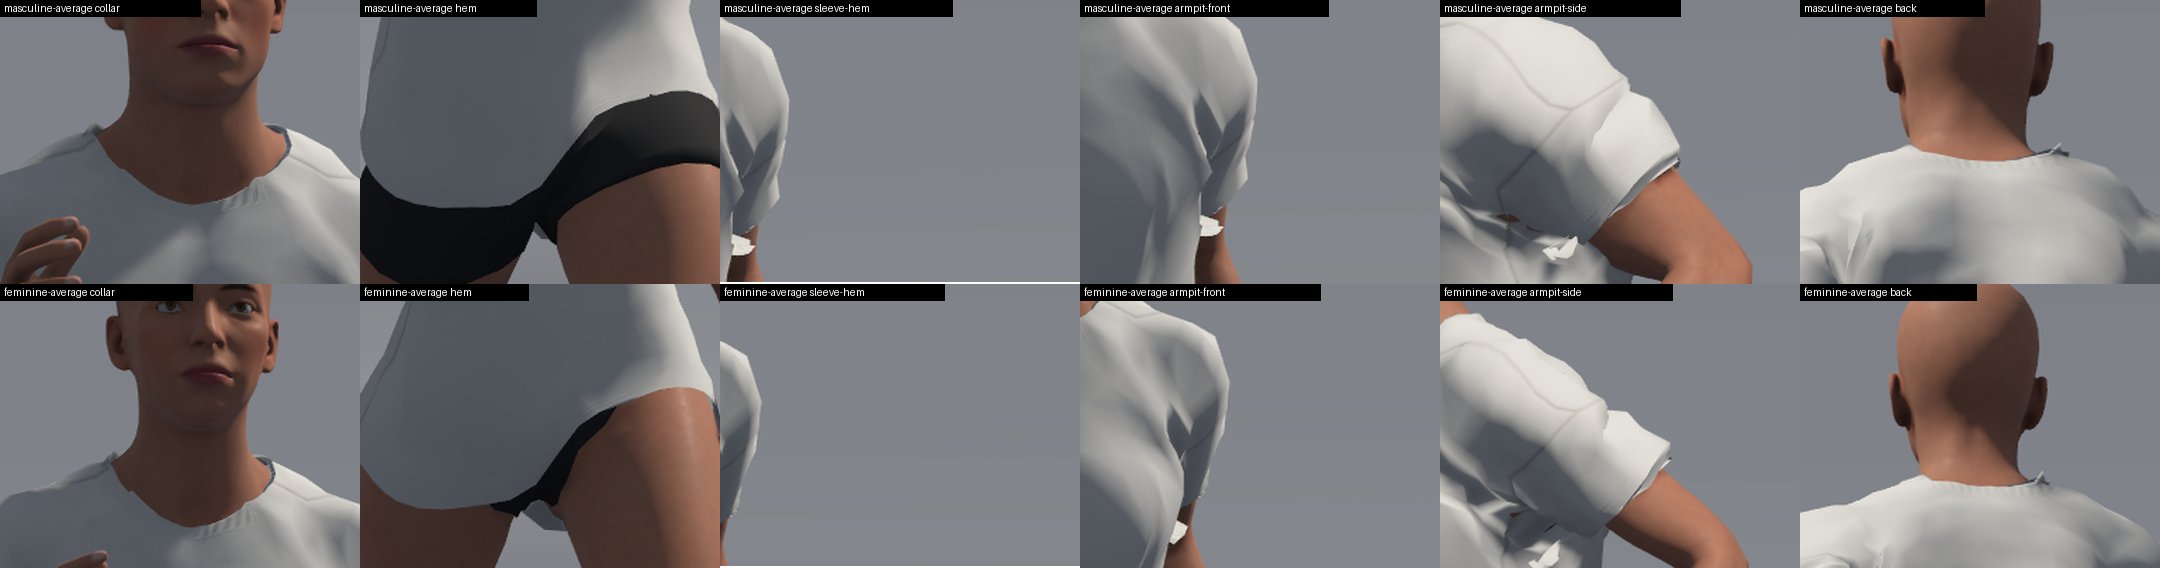 masculine-average collar
masculine-average hem
masculine-average sleeve-hem
masculine-average armpit-front
masculine-average armpit-side
masculine-average back
feminine-average collar
feminine-average hem
feminine-average sleeve-hem
feminine-average armpit-front
feminine-average armpit-side
feminine-average back